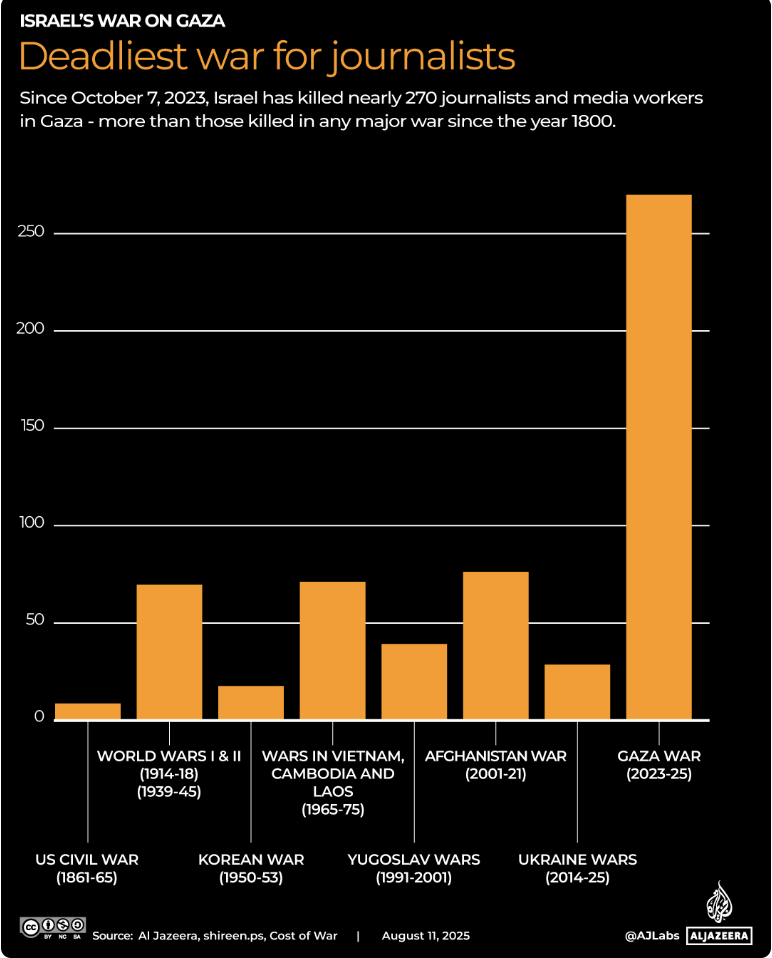 ISRAEL'S WAR ON GAZA
Deadliest war for journalists
Since October 7, 2023, Israel has killed nearly 270 journalists and media workers
in Gaza - more than those killed in any major war since the year 1800.
250
200
150
100
50
0
WORLD WARS I & II
(1914-18)
(1939-45)
WARS IN VIETNAM,
CAMBODIA AND
LAOS
(1965-75)
AFGHANISTAN WAR
(2001-21)
GAZA WAR
(2023-25)
US CIVIL WAR
(1861-65)
KOREAN WAR
(1950-53)
YUGOSLAV WARS
(1991-2001)
UKRAINE WARS
(2014-25)
cc BY NC SA
Source: Al Jazeera, shireen.ps, Cost of War | August 11, 2025
@AJLabs ALJAZEERA